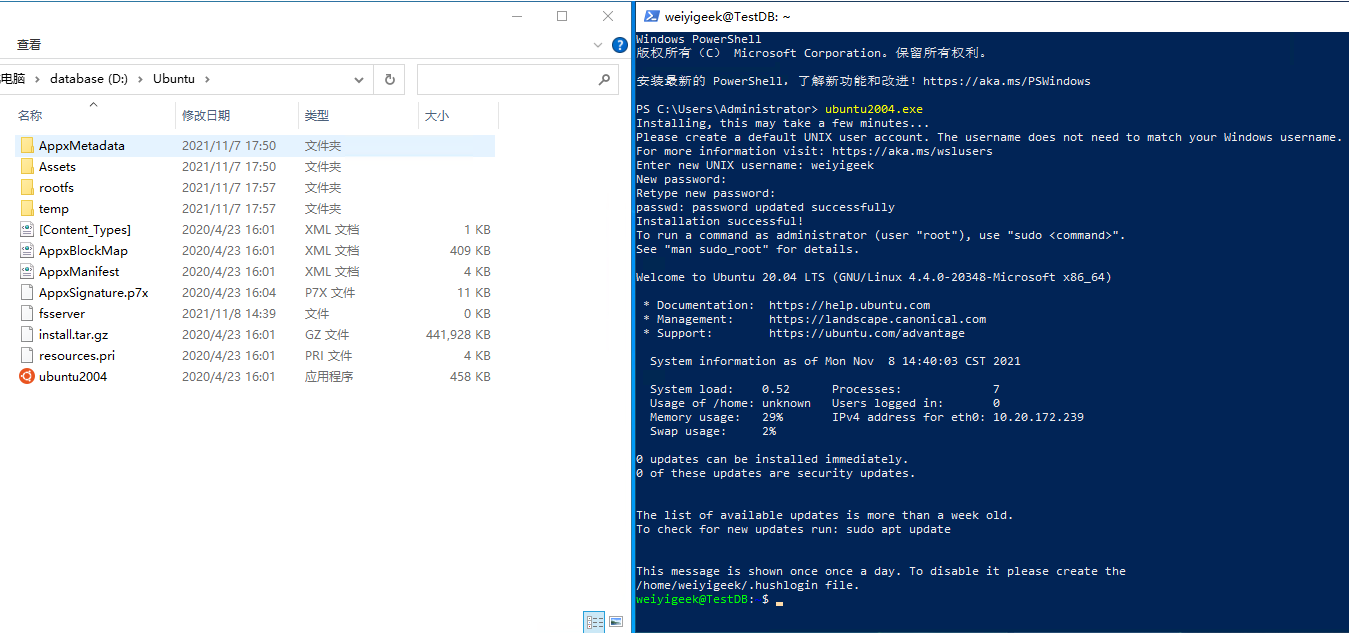 查看
电脑 > database (D:) > Ubuntu >
名称 修改日期 类型 大小
AppxMetadata 2021/11/7 17:50 文件夹
Assets 2021/11/7 17:50 文件夹
rootfs 2021/11/7 17:57 文件夹
temp 2021/11/7 17:57 文件夹
[Content_Types] 2020/4/23 16:01 XML 文档 1 KB
AppxBlockMap 2020/4/23 16:01 XML 文档 409 KB
AppxManifest 2020/4/23 16:01 XML 文档 4 KB
AppxSignature.p7x 2020/4/23 16:04 P7X 文件 11 KB
fsserver 2021/11/8 14:39 文件 0 KB
install.tar.gz 2020/4/23 16:01 GZ 文件 441,928 KB
resources.pri 2020/4/23 16:01 PRI 文件 4 KB
ubuntu2004 2020/4/23 16:01 应用程序 458 KB
weiyigeek@TestDB: ~
Windows PowerShell
版权所有 (C) Microsoft Corporation。保留所有权利。
安装最新的 PowerShell，了解新功能和改进！https://aka.ms/PSWindows
PS C:\Users\Administrator> ubuntu2004.exe
Installing, this may take a few minutes...
Please create a default UNIX user account. The username does not need to match your Windows username.
For more information visit: https://aka.ms/wslusers
Enter new UNIX username: weiyigeek
New password:
Retype new password:
passwd: password updated successfully
Installation successful!
To run a command as administrator (user "root"), use "sudo <command>".
See "man sudo_root" for details.
Welcome to Ubuntu 20.04 LTS (GNU/Linux 4.4.0-20348-Microsoft x86_64)
* Documentation: https://help.ubuntu.com
* Management: https://landscape.canonical.com
* Support: https://ubuntu.com/advantage
System information as of Mon Nov 8 14:40:03 CST 2021
System load: 0.52 Processes: 7
Usage of /home: unknown Users logged in: 0
Memory usage: 29% IPv4 address for eth0: 10.20.172.239
Swap usage: 2%
0 updates can be installed immediately.
0 of these updates are security updates.
The list of available updates is more than a week old.
To check for new updates run: sudo apt update
This message is shown once once a day. To disable it please create the
/home/weiyigeek/.hushlogin file.
weiyigeek@TestDB: $